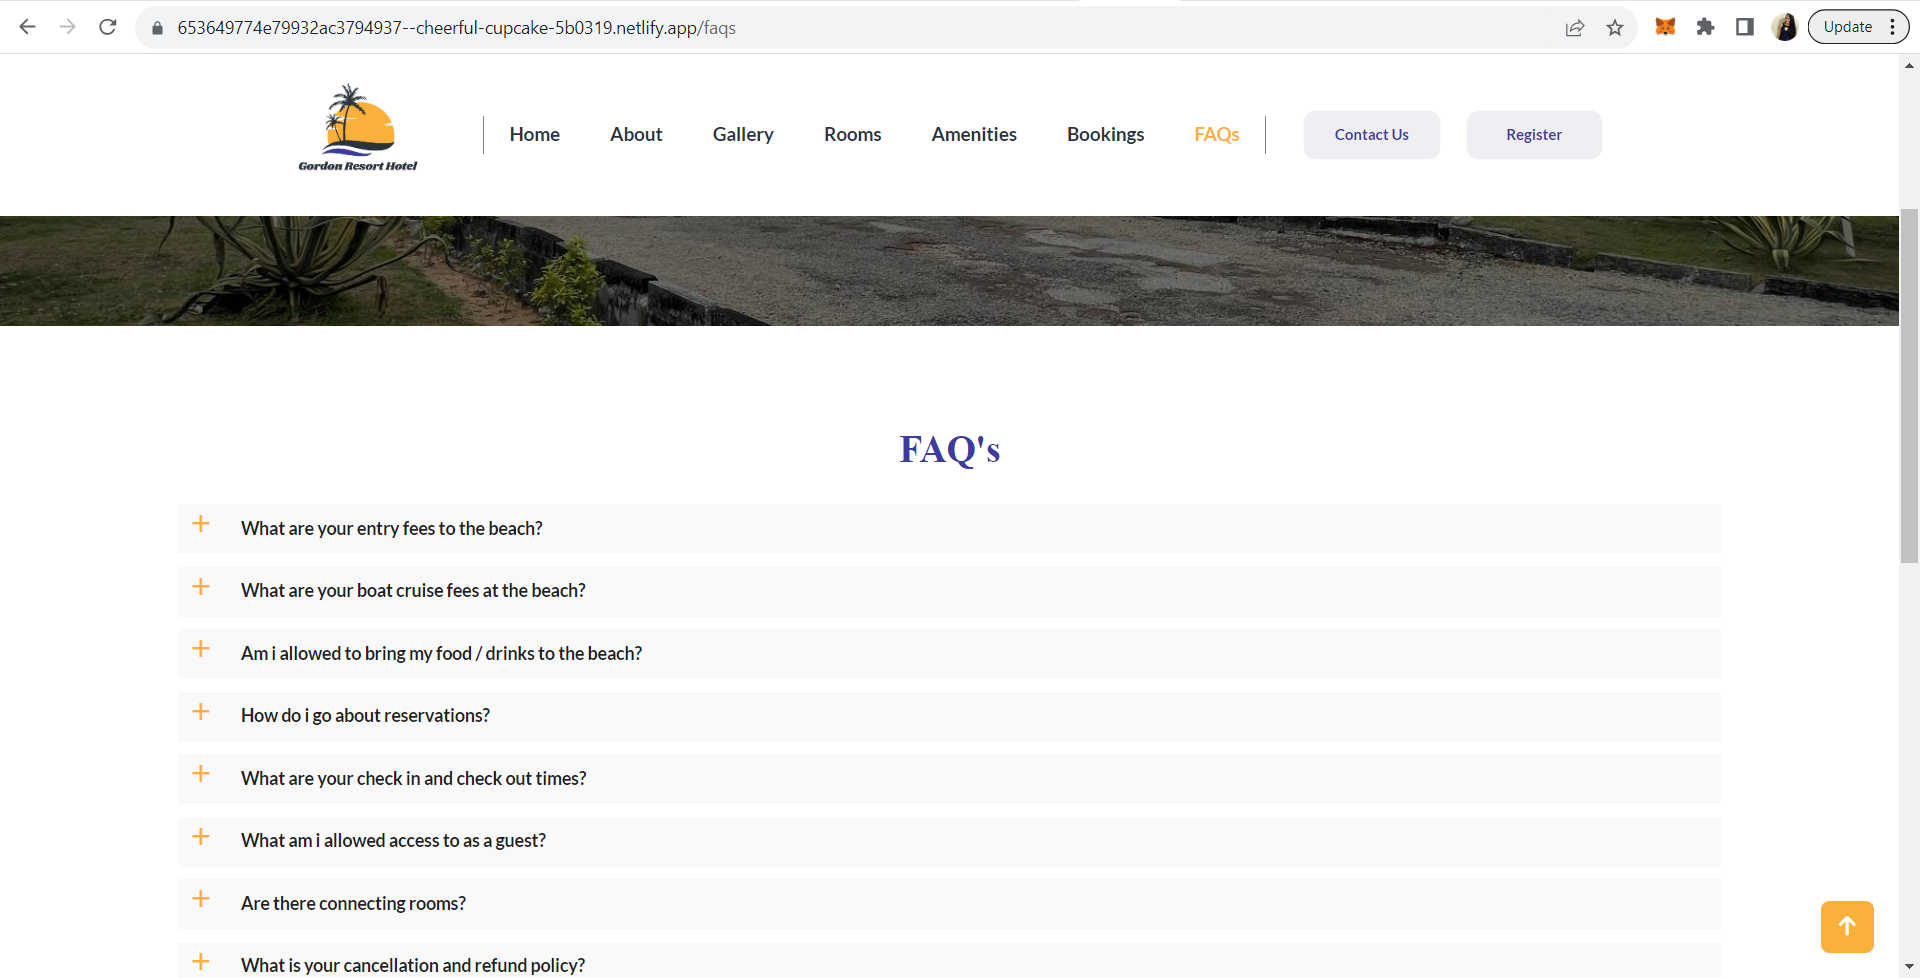 653649774e79932ac3794937--cheerful-cupcake-5b0319.netlify.app/faqs
Update
Gordon Resort Hotel
Home
About
Gallery
Rooms
Amenities
Bookings
FAQs
Contact Us
Register
FAQ's
What are your entry fees to the beach?
What are your boat cruise fees at the beach?
Am i allowed to bring my food / drinks to the beach?
How do i go about reservations?
What are your check in and check out times?
What am i allowed access to as a guest?
Are there connecting rooms?
What is your cancellation and refund policy?